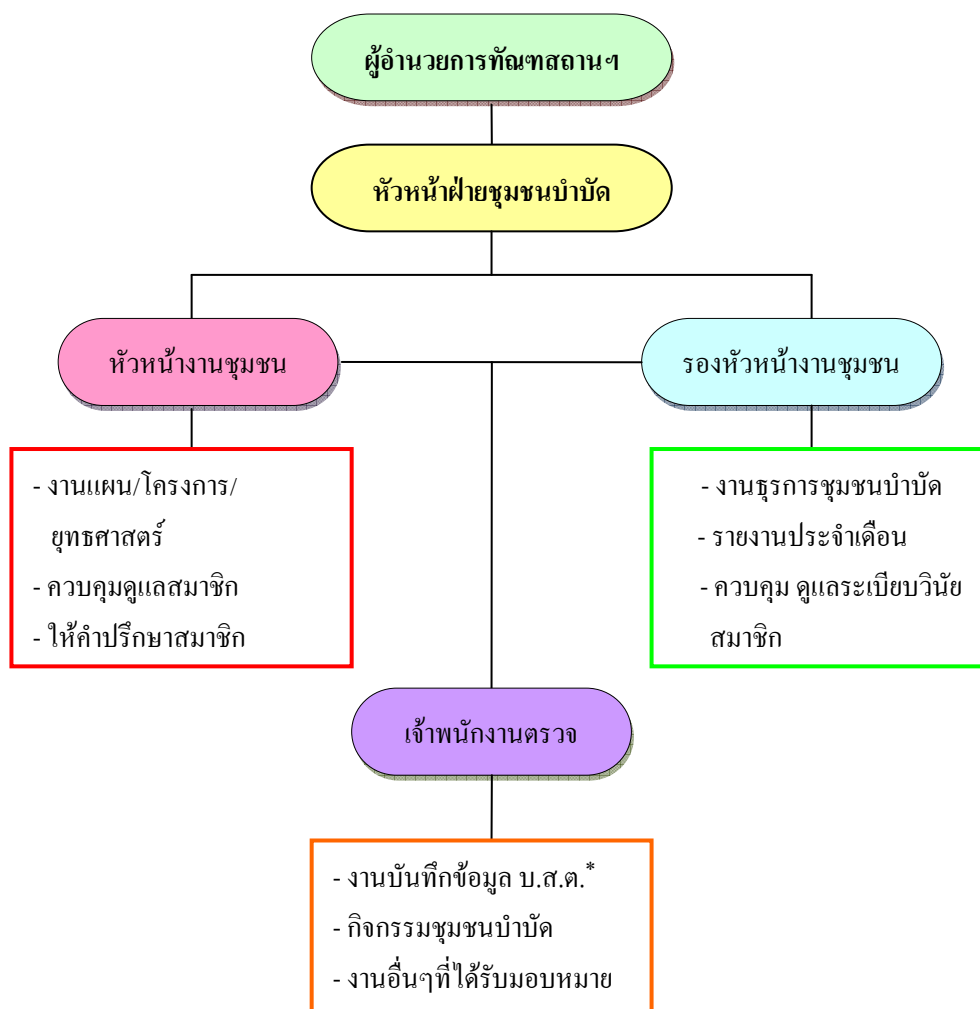 ผู้อำนวยการทัณฑสถานฯ
หัวหน้าฝ่ายชุมชนบำบัด
หัวหน้างานชุมชน
รองหัวหน้างานชุมชน
- งานแผน/โครงการ/
ยุทธศาสตร์
- ควบคุมดูแลสมาชิก
- ให้คำปรึกษาสมาชิก
- งานธุรการชุมชนบำบัด
- รายงานประจำเดือน
- ควบคุม ดูแลระเบียบวินัย
สมาชิก
เจ้าพนักงานตรวจ
- งานบันทึกข้อมูล บ.ส.ต.*
- กิจกรรมชุมชนบำบัด
- งานอื่นๆที่ได้รับมอบหมาย